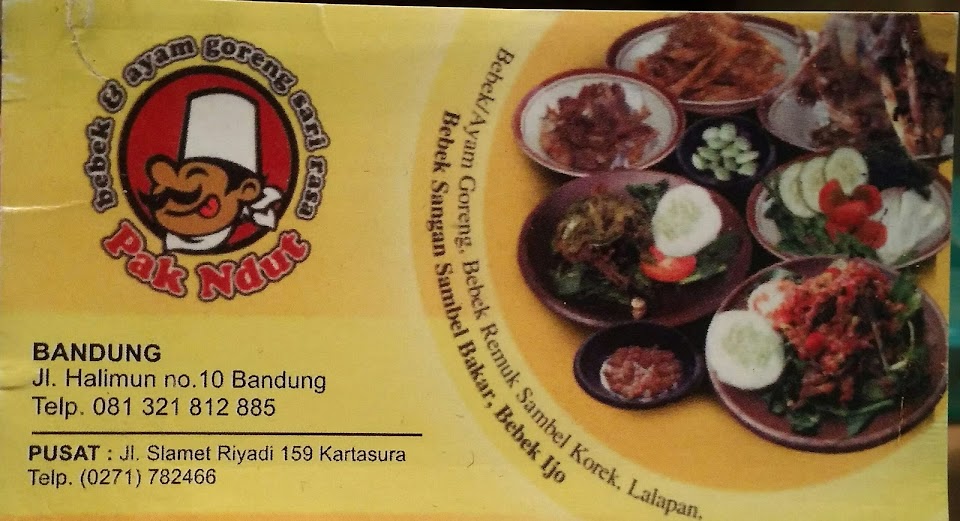 bebek & ayam goreng sari rasa
Pak Ndut
Bebek/Ayam Goreng, Bebek Remuk Sambel Korek, Lalapan,
Bebek Sangan Sambel Bakar, Bebek Ijo
BANDUNG
Jl. Halimun no.10 Bandung
Telp. 081 321 812 885
PUSAT : Jl. Slamet Riyadi 159 Kartasura
Telp. (0271) 782466